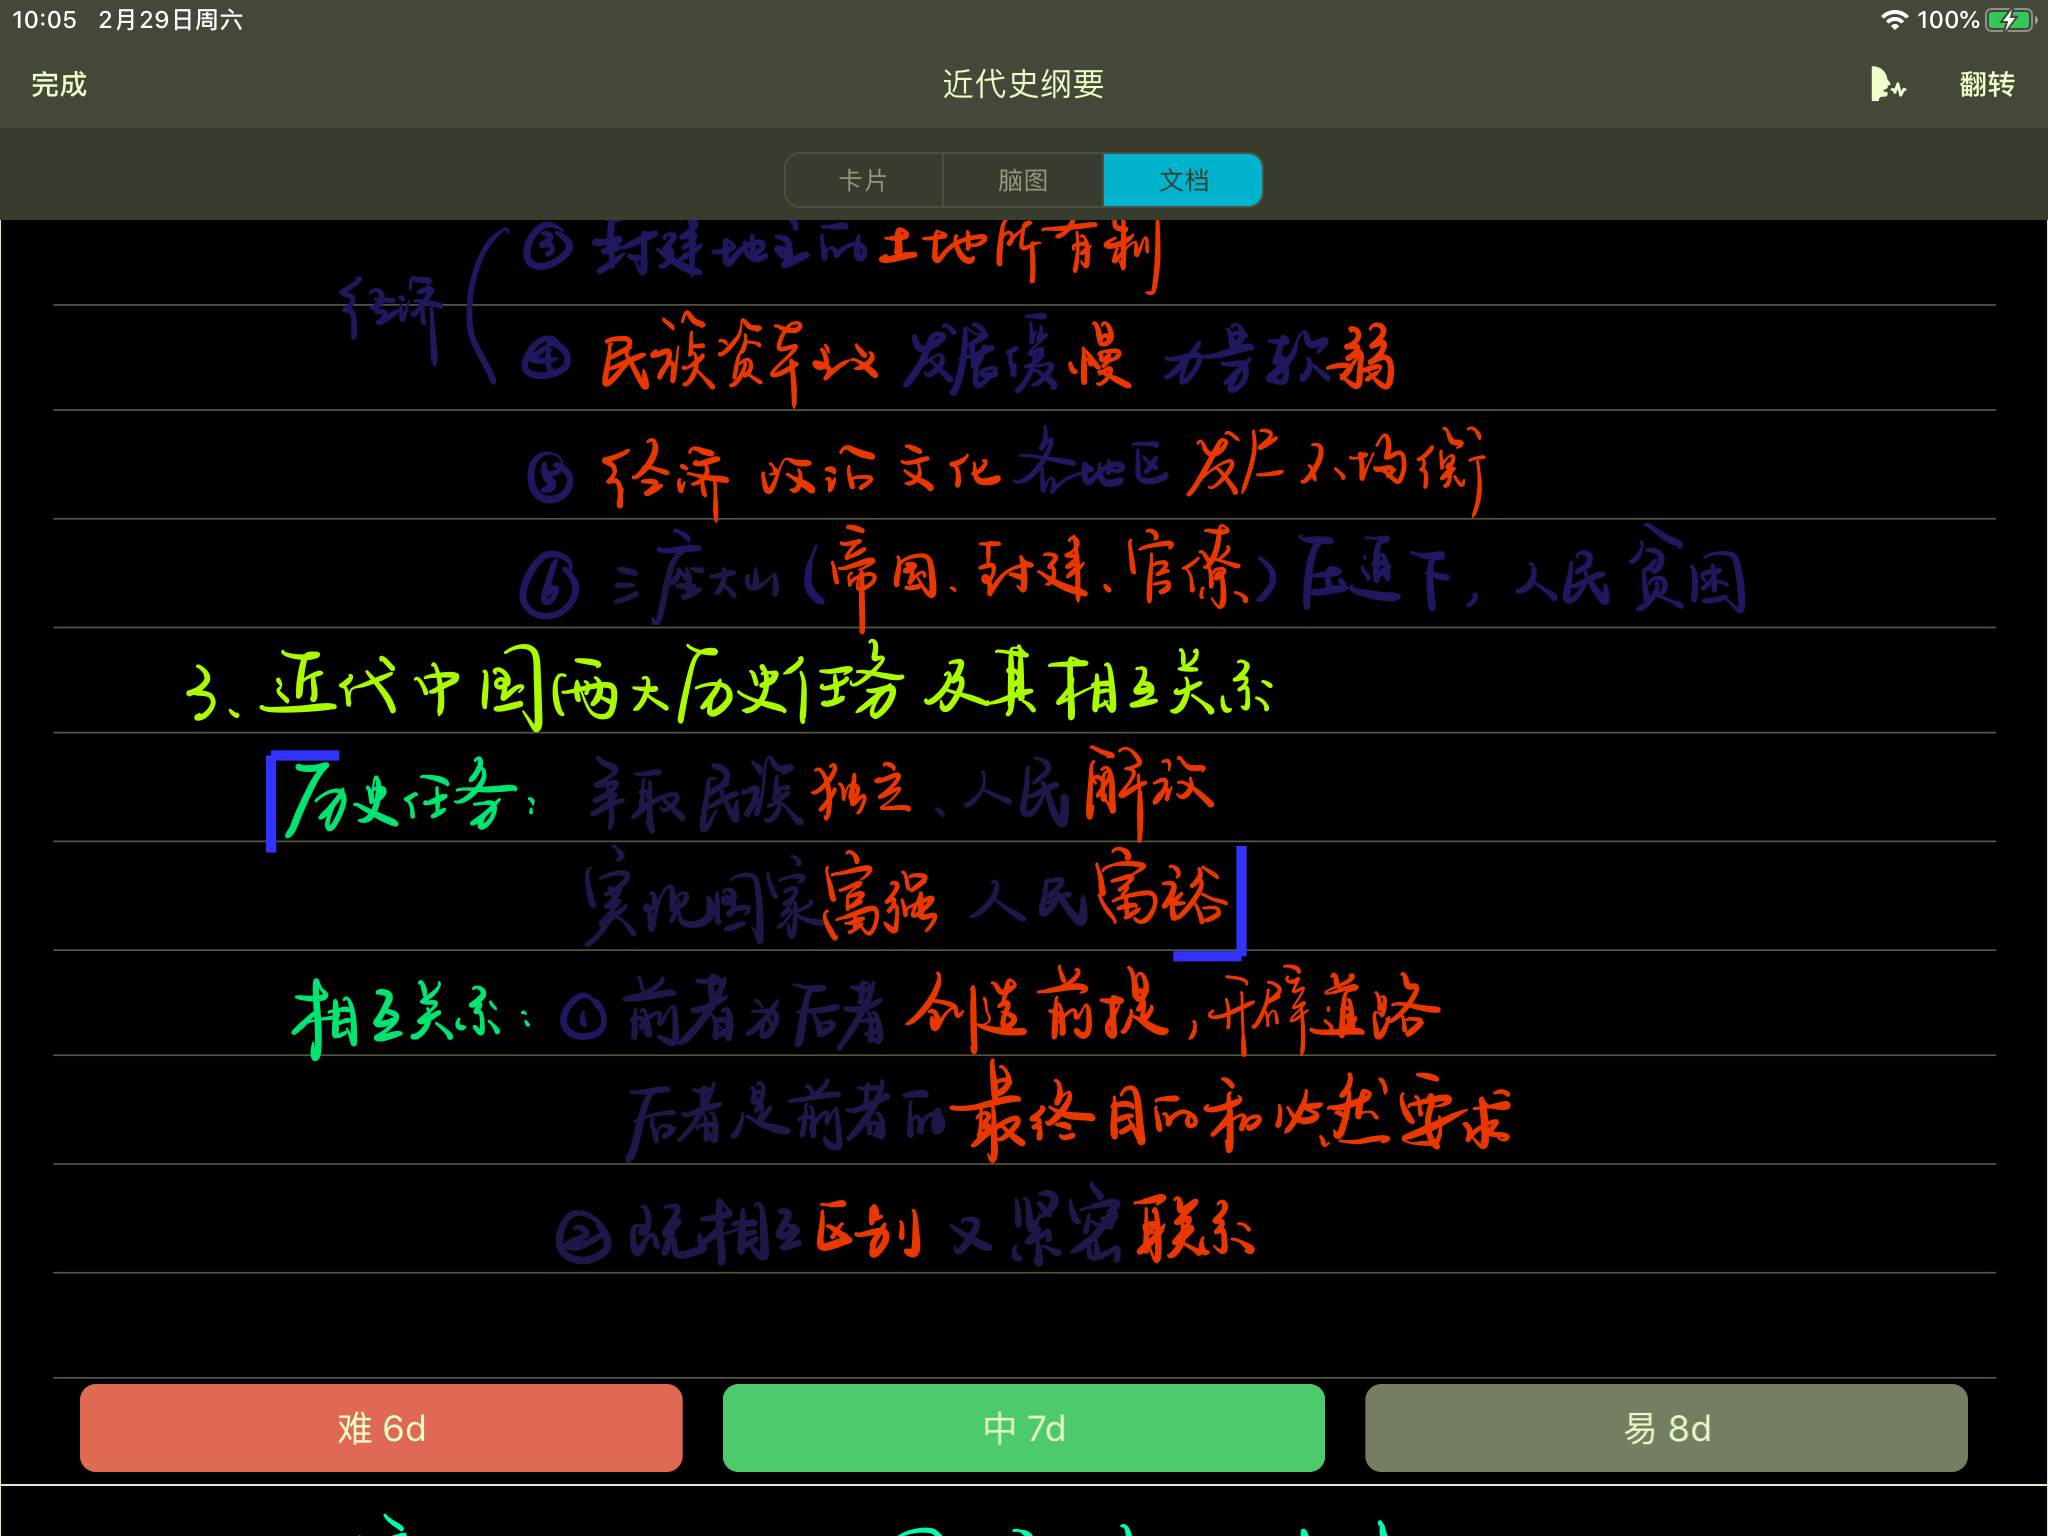 10:05 2月29日周六 100%
完成 近代史纲要 翻转
卡片 脑图 文档
经济
③ 封建地主的土地所有制
④ 民族资本主义 发展缓慢 力量软弱
⑤ 经济 政治 文化 各地区 发展不均衡
⑥ 三座大山(帝国、封建、官僚)压迫下,人民贫困
3、近代中国两大历史任务及其相互关系
历史任务: 争取民族独立、人民解放
实现国家富强 人民富裕
相互关系: ① 前者为后者 创造前提,开辟道路
后者是前者的最终目的和必然要求
② 既相互区别 又紧密联系
难 6d 中 7d 易 8d